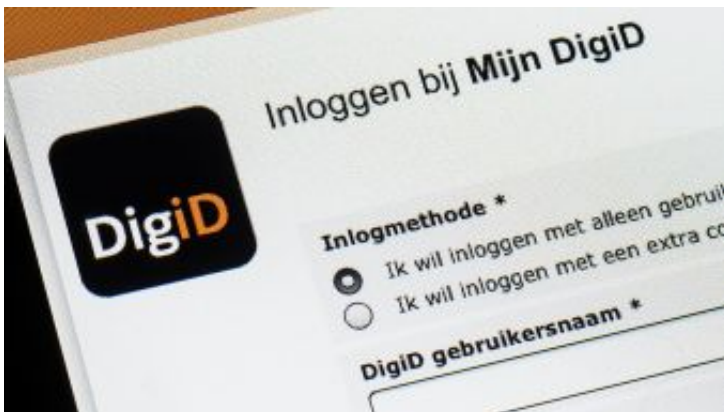 Inloggen bij Mijn DigiD
DigiD
Inlogmethode *
Ik wil inloggen met alleen
Ik wil inloggen met een extra
DigiD gebruikersnaam *